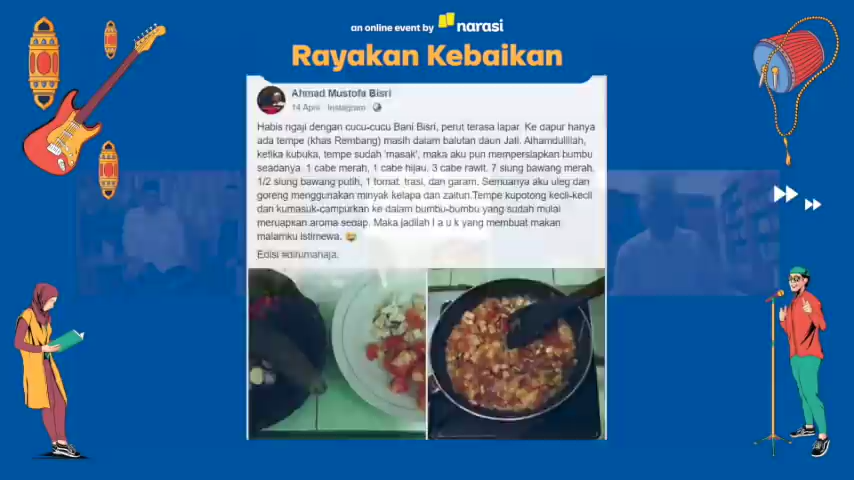 an online event by narasi
Rayakan Kebaikan
Ahmad Mustofa Bisri
14 April · Instagram
Habis ngaji dengan cucu-cucu Bani Bisri, perut terasa lapar. Ke dapur hanya
ada tempe (khas Rembang) masih dalam balutan daun Jati. Alhamdulillah,
ketika kubuka, tempe sudah 'masak', maka aku pun mempersiapkan bumbu
seadanya. 1 cabe merah, 1 cabe hijau. 3 cabe rawit. 7 siung bawang merah,
1/2 siung bawang putih, 1 tomat. trasi, dan garam. Semuanya aku uleg dan
goreng menggunakan minyak kelapa dan zaitun.Tempe kupotong kecil-kecil
dan kumasuk-campurkan ke dalam bumbu-bumbu yang sudah mulai
meruapkan aroma sedap. Maka jadilah l a u k yang membuat makan
malamku istimewa.
Edisi #dirumahaja.